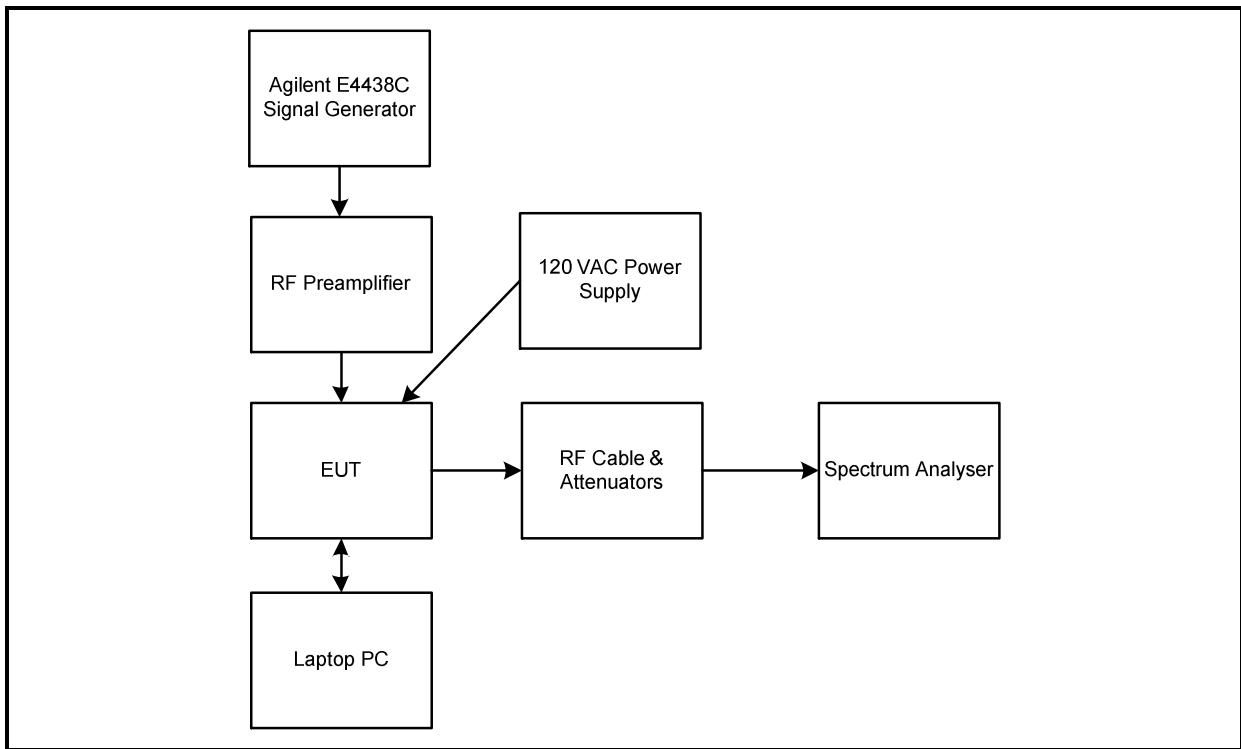 Agilent E4438C
Signal Generator
RF Preamplifier
120 VAC Power
Supply
EUT
RF Cable &
Attenuators
Spectrum Analyser
Laptop PC